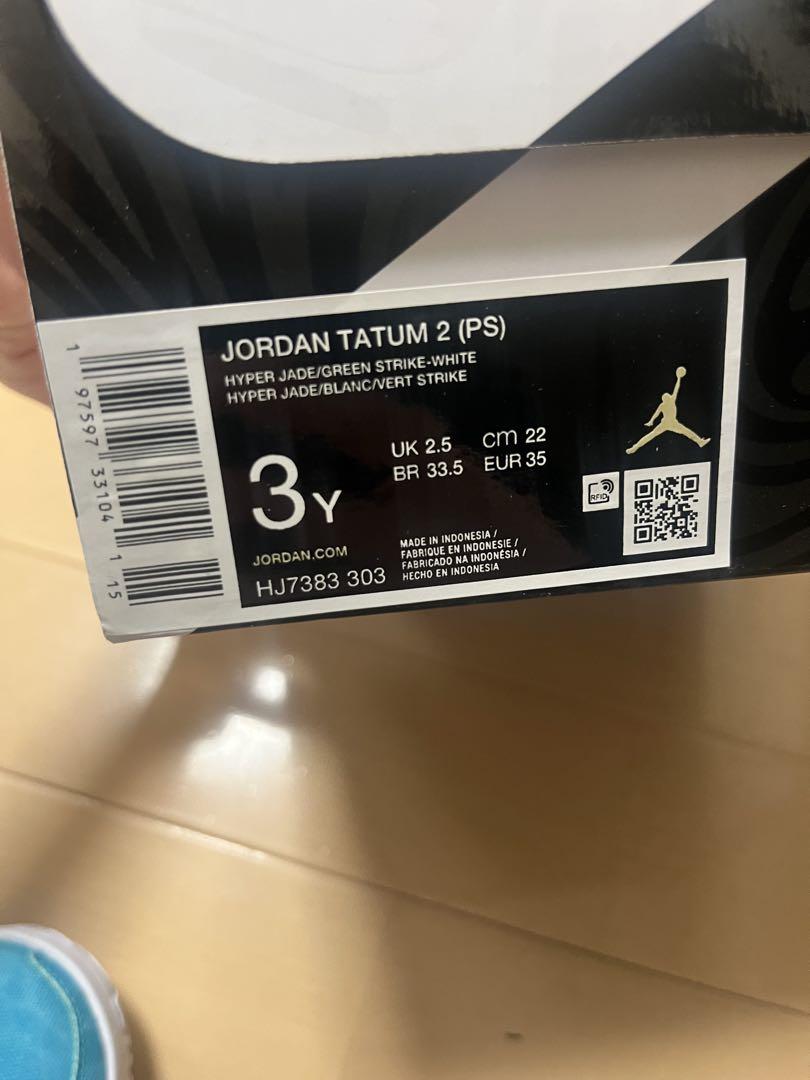 JORDAN TATUM 2 (PS)
HYPER JADE/GREEN STRIKE-WHITE
HYPER JADE/BLANC/VERT STRIKE
3Y
UK 2.5 cm 22
BR 33.5 EUR 35
RFID
JORDAN.COM
HJ7383 303
MADE IN INDONESIA /
FABRIQUE EN INDONESIE /
FABRICADO NA INDONÉSIA /
HECHO EN INDONESIA
1 97597 33104 1 15